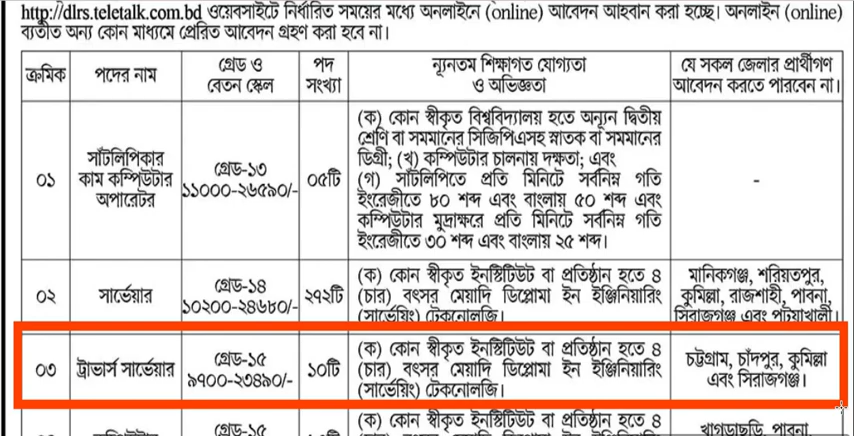 http://dlrs.teletalk.com.bd ওয়েবসাইটে নির্ধারিত সময়ের মধ্যে অনলাইনে (online) আবেদন আহবান করা হচ্ছে। অনলাইন (online)
ব্যতীত অন্য কোন মাধ্যমে প্রেরিত আবেদন গ্রহণ করা হবে না।
ক্রমিক
পদের নাম
গ্রেড ও
বেতন স্কেল
পদ
সংখ্যা
ন্যূনতম শিক্ষাগত যোগ্যতা
ও অভিজ্ঞতা
যে সকল জেলার প্রার্থীগণ
আবেদন করতে পারবেন না।
০১
সাঁটলিপিকার
কাম কম্পিউটার
অপারেটর
গ্রেড-১৩
১১০০০-২৬৫৯০/-
০৫টি
(ক) কোন স্বীকৃত বিশ্ববিদ্যালয় হতে অন্যূন দ্বিতীয়
শ্রেণি বা সমমানের সিজিপিএসহ স্নাতক বা সমমানের
ডিগ্রী; (খ) কম্পিউটার চালনায় দক্ষতা; এবং
(গ) সাঁটলিপিতে প্রতি মিনিটে সর্বনিম্ন গতি
ইংরেজীতে ৮০ শব্দ এবং বাংলায় ৫০ শব্দ এবং
কম্পিউটার মুদ্রাক্ষরে প্রতি মিনিটে সর্বনিম্ন গতি
ইংরেজীতে ৩০ শব্দ এবং বাংলায় ২৫ শব্দ।
-
০২
সার্ভেয়ার
গ্রেড-১৪
১০২০০-২৪৬৮০/-
২৭২টি
(ক) কোন স্বীকৃত ইনস্টিটিউট বা প্রতিষ্ঠান হতে ৪
(চার) বৎসর মেয়াদি ডিপ্লোমা ইন ইঞ্জিনিয়ারিং
(সার্ভেয়িং) টেকনোলজি।
মানিকগঞ্জ, শরিয়তপুর,
কুমিল্লা, রাজশাহী, পাবনা,
সিরাজগঞ্জ এবং পটুয়াখালী।
০৩
ট্রাভার্স সার্ভেয়ার
গ্রেড-১৫
৯৭০০-২৩৪৯০/-
১০টি
(ক) কোন স্বীকৃত ইনস্টিটিউট বা প্রতিষ্ঠান হতে ৪
(চার) বৎসর মেয়াদি ডিপ্লোমা ইন ইঞ্জিনিয়ারিং
(সার্ভেয়িং) টেকনোলজি।
চট্টগ্রাম, চাঁদপুর, কুমিল্লা
এবং সিরাজগঞ্জ।
গ্রেড-১৫
(ক) কোন স্বীকৃত ইনস্টিটিউট বা প্রতিষ্ঠান হতে ৪
খাগড়াছড়ি, পাবনা,